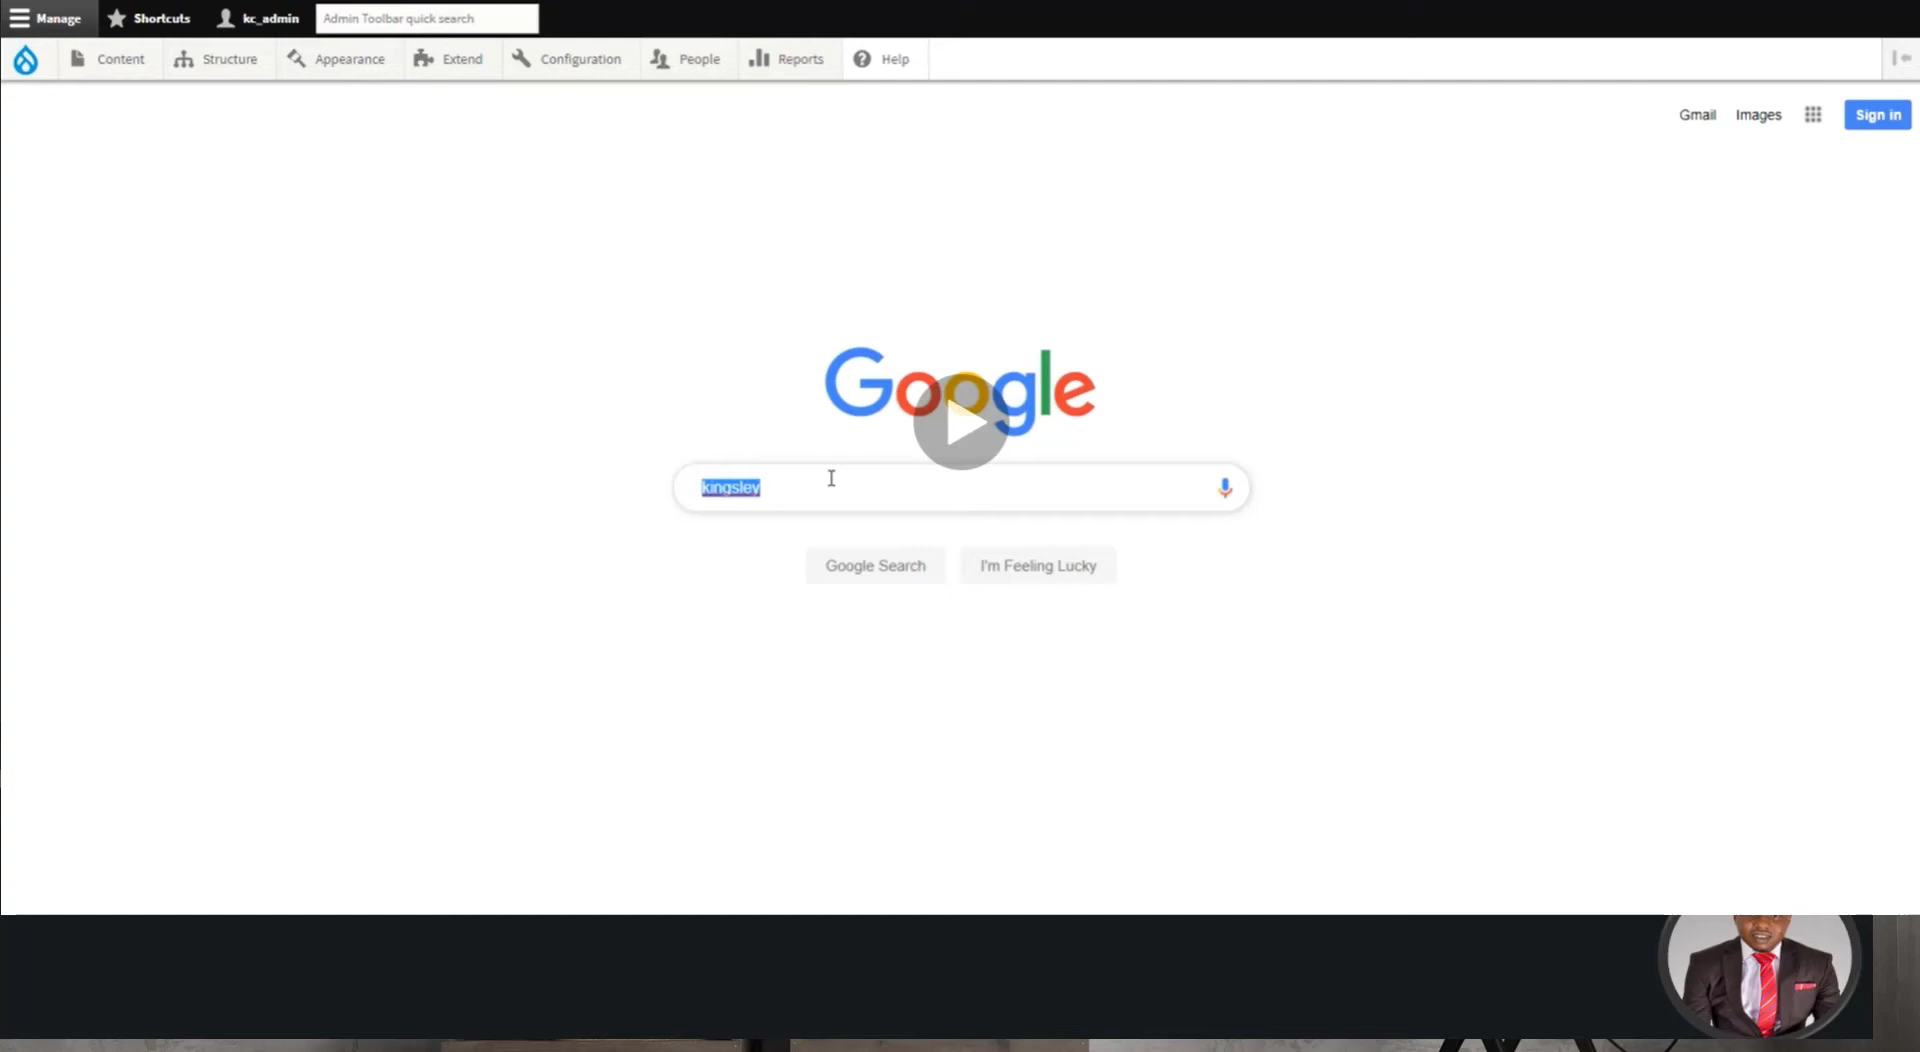 Manage Shortcuts kc_admin Admin Toolbar quick search
Content Structure Appearance Extend Configuration People Reports Help
Gmail Images Sign in
Google
kingsley
Google Search I'm Feeling Lucky